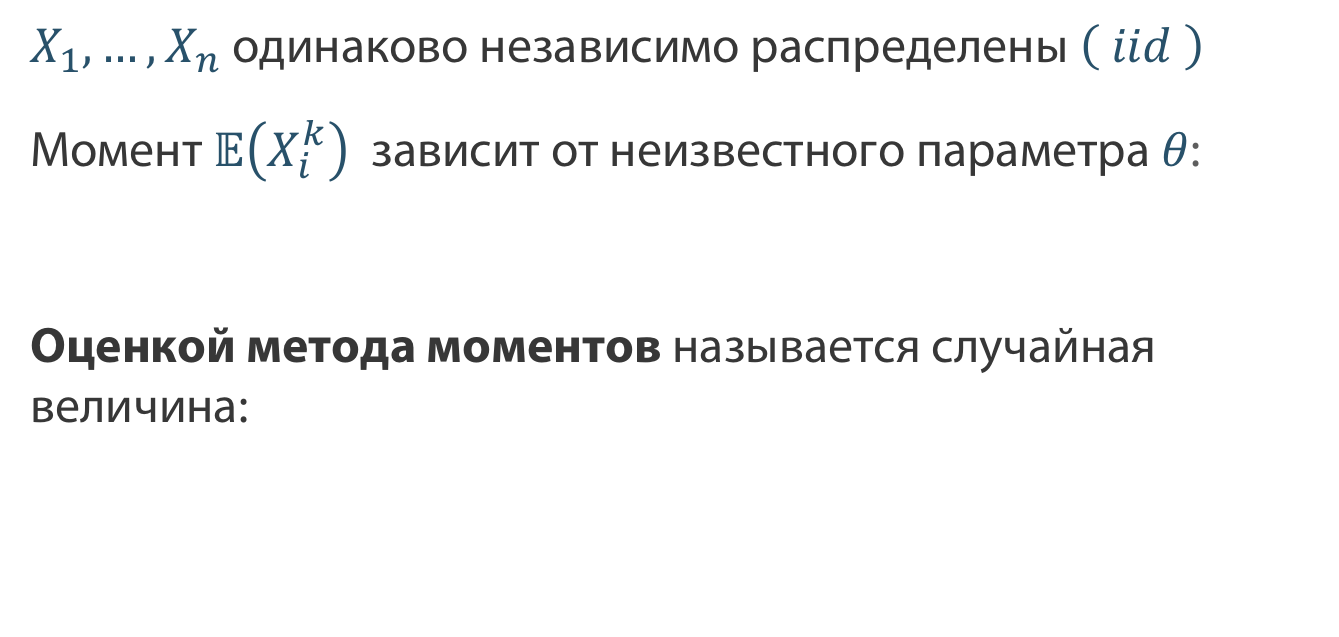 X₁, … , Xₙ одинаково независимо распределены ( iid )
Момент 𝔼(Xᵢᵏ) зависит от неизвестного параметра θ:
Оценкой метода моментов называется случайная
величина: